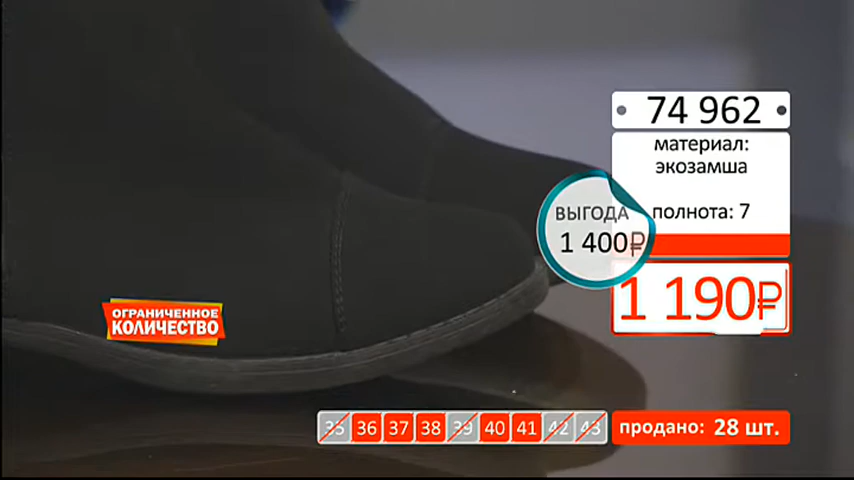 74 962
материал:
экозамша
полнота: 7
ВЫГОДА
1 400₽
1 190₽
ОГРАНИЧЕННОЕ
КОЛИЧЕСТВО
35 36 37 38 39 40 41 42 43
продано: 28 шт.